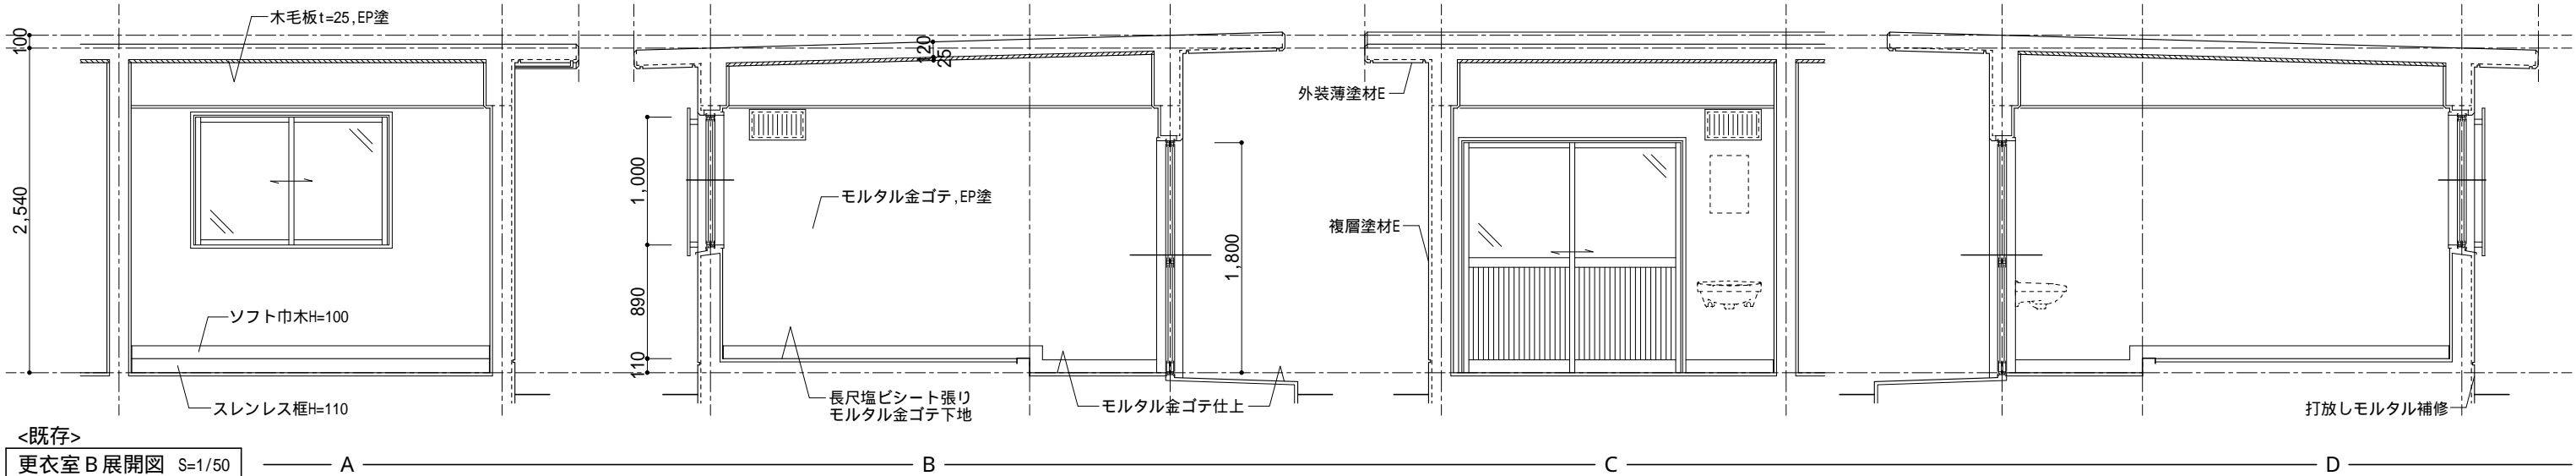 木毛板t=25,EP塗
100
120
25
外装薄塗材E
2,540
1,000
モルタル金ゴテ,EP塗
複層塗材E
1,800
890
ソフト巾木H=100
110
スレンレス框H=110
長尺塩ビシート張り
モルタル金ゴテ下地
モルタル金ゴテ仕上
打放しモルタル補修
<既存>
更衣室B展開図 S=1/50
A
B
C
D